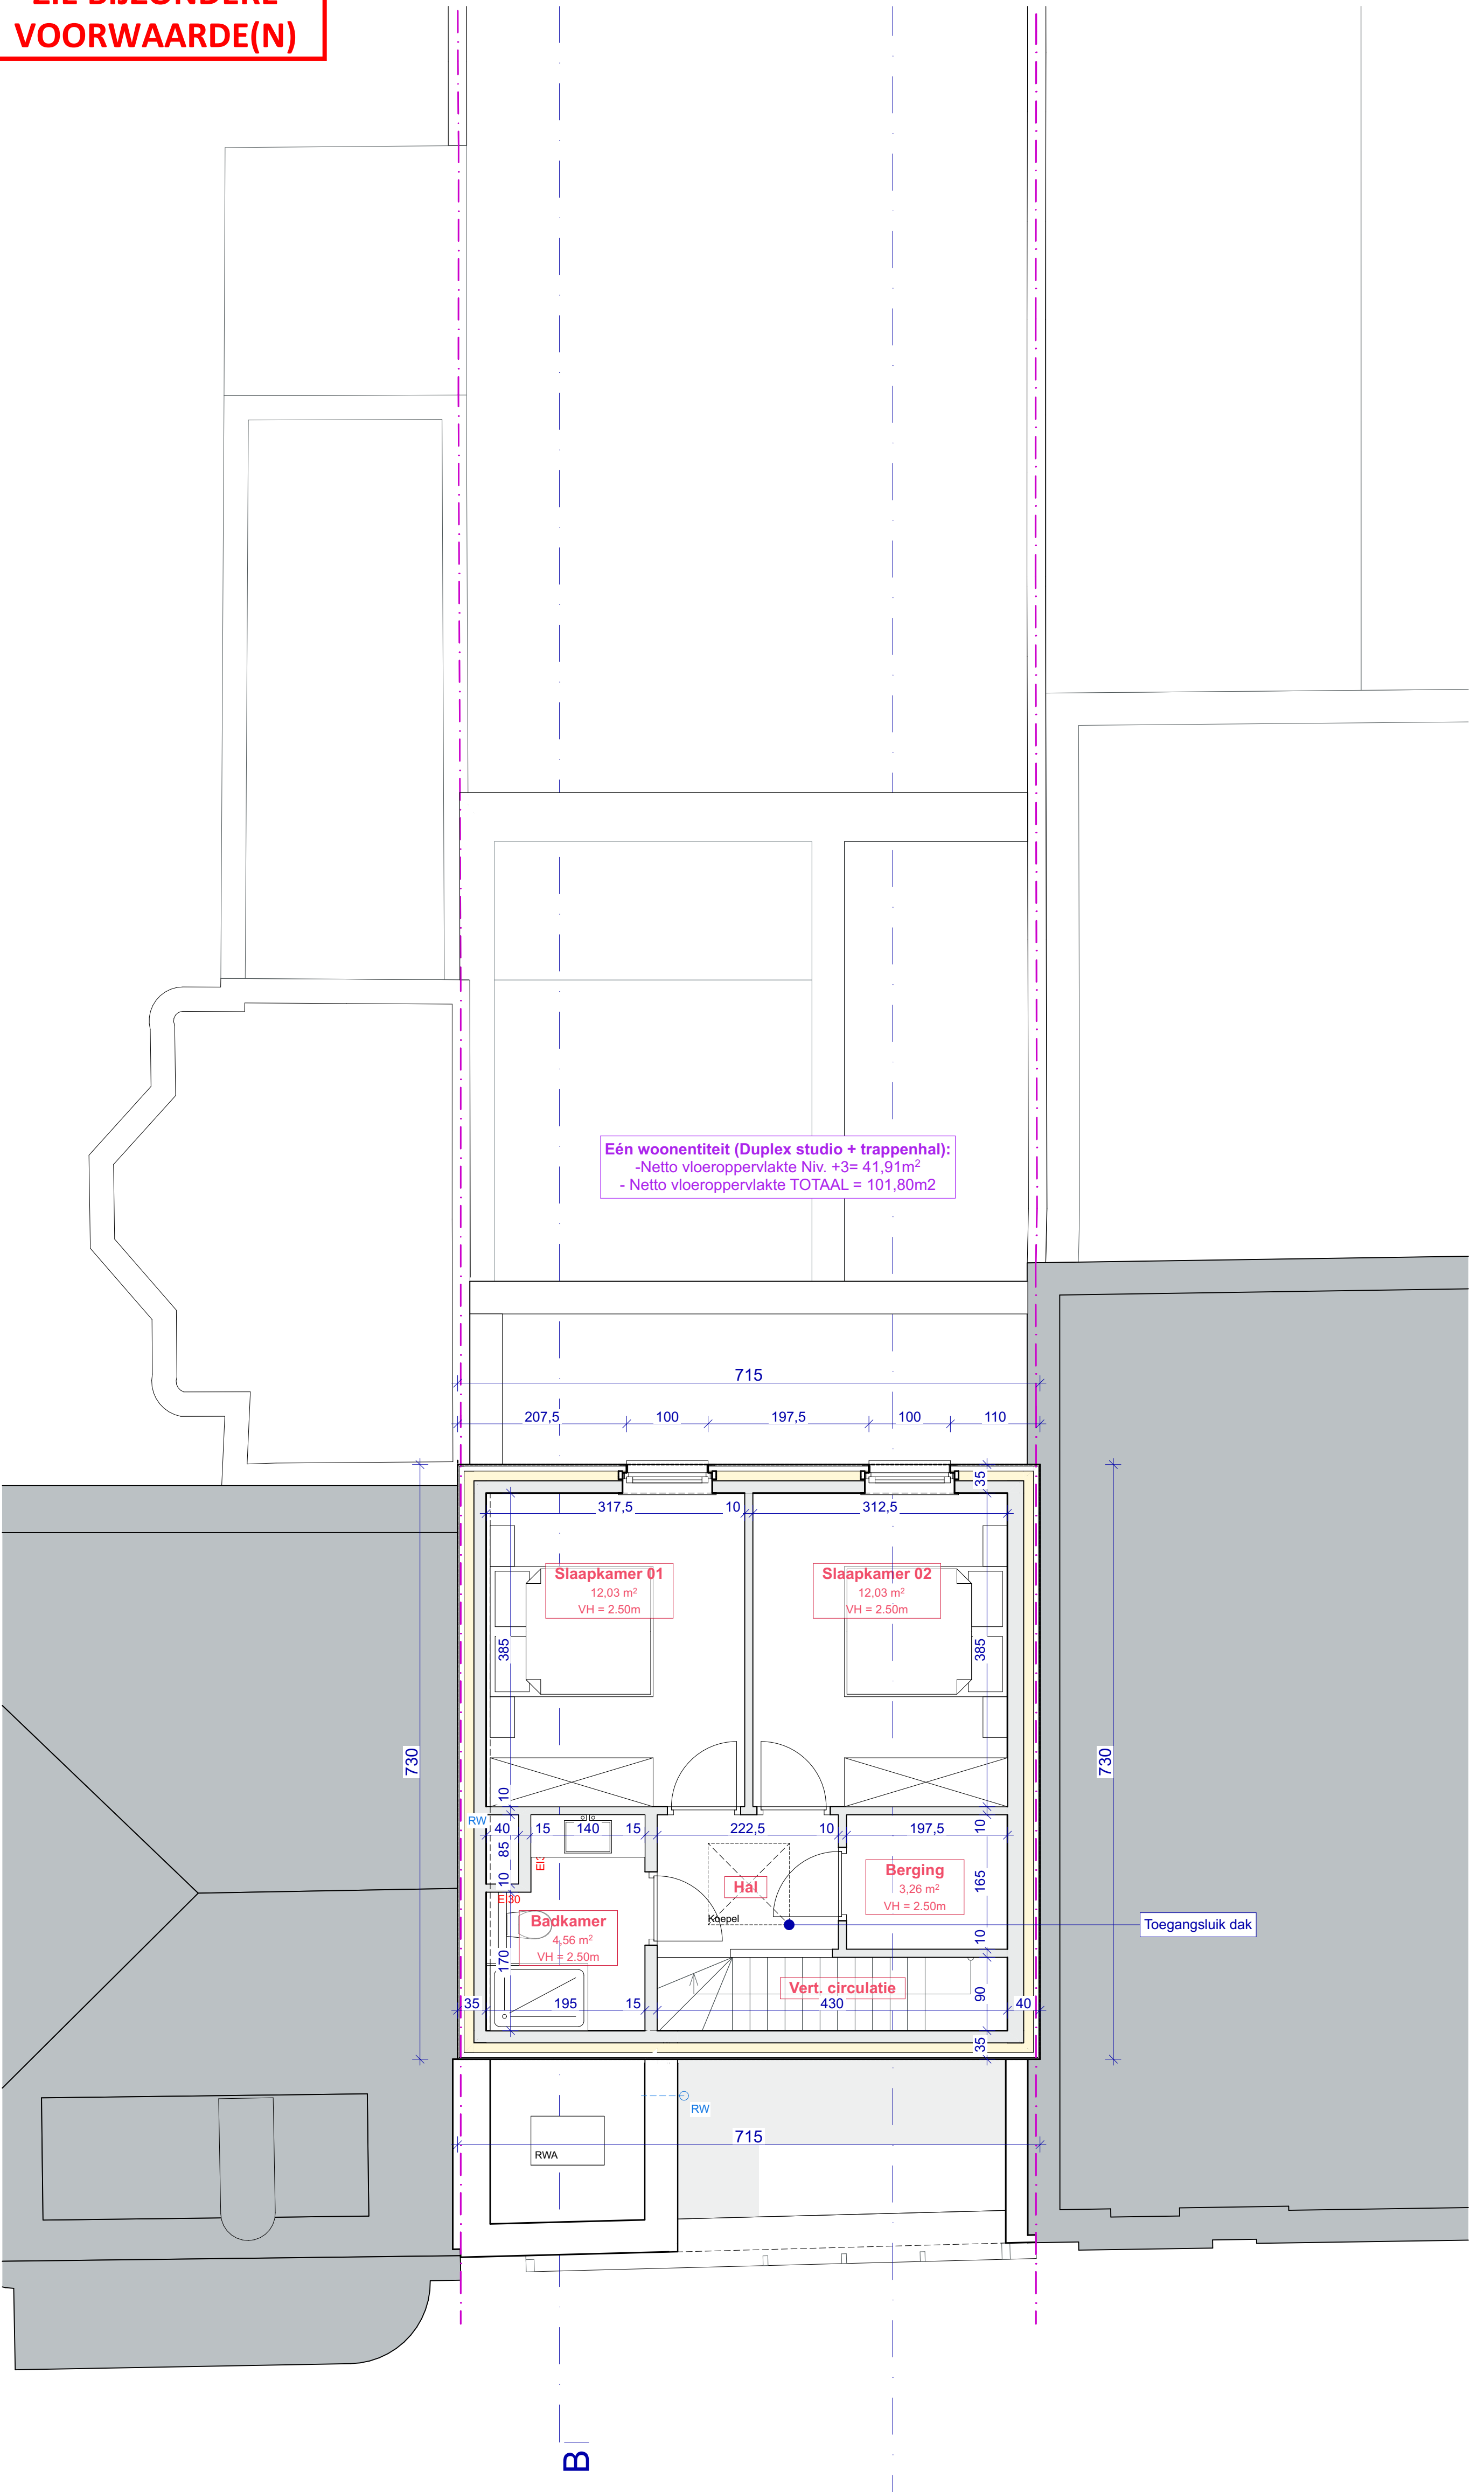 VOORWAARDE(N)
Eén woonentiteit (Duplex studio + trappenhal):
-Netto vloeroppervlakte Niv. +3= 41,91m²
- Netto vloeroppervlakte TOTAAL = 101,80m2
715
207,5 100 197,5 100 110
35
317,5 10 312,5
Slaapkamer 01
12,03 m²
VH = 2.50m
Slaapkamer 02
12,03 m²
VH = 2.50m
385
385
730
730
10
RW
40 15 140 15 222,5 10 197,5
10
85
10
EI30
Badkamer
4,56 m²
VH = 2.50m
170
Hal
Koepel
Berging
3,26 m²
VH = 2.50m
165
10
Toegangsluik dak
Vert. circulatie
90
35 195 15 430 40
35
RW
RWA
715
B